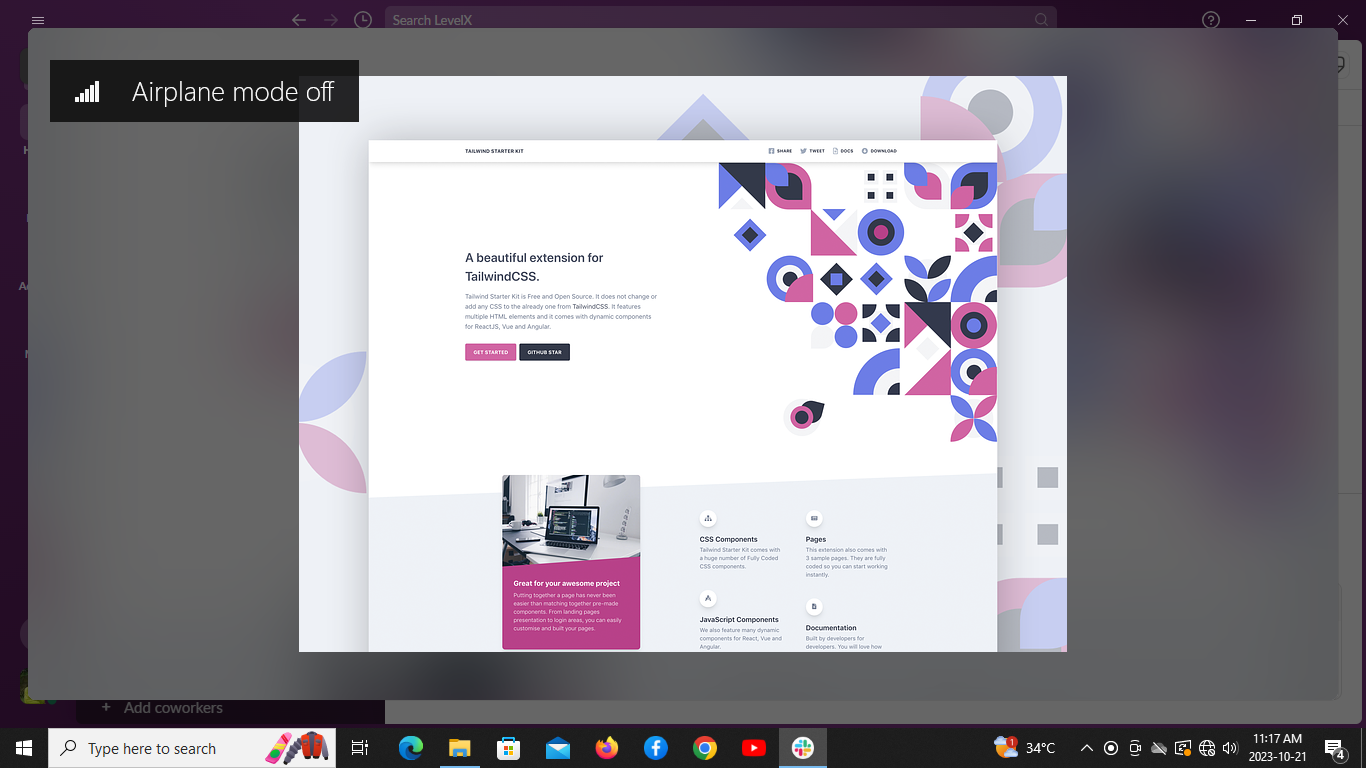 Search LevelX
Airplane mode off
TAILWIND STARTER KIT
SHARE
TWEET
DOCS
DOWNLOAD
A beautiful extension for
TailwindCSS.
Tailwind Starter Kit is Free and Open Source. It does not change or
add any CSS to the already one from TailwindCSS. It features
multiple HTML elements and it comes with dynamic components
for ReactJS, Vue and Angular.
GET STARTED
GITHUB STAR
Great for your awesome project
Putting together a page has never been
easier than matching together pre-made
components. From landing pages
presentation to login areas, you can easily
customise and built your pages.
CSS Components
Tailwind Starter Kit comes with
a huge number of Fully Coded
CSS components.
Pages
This extension also comes with
3 sample pages. They are fully
coded so you can start working
instantly.
JavaScript Components
We also feature many dynamic
components for React, Vue and
Angular.
Documentation
Built by developers for
developers. You will love how
+ Add coworkers
Type here to search
1
34°C
11:17 AM
2023-10-21
4